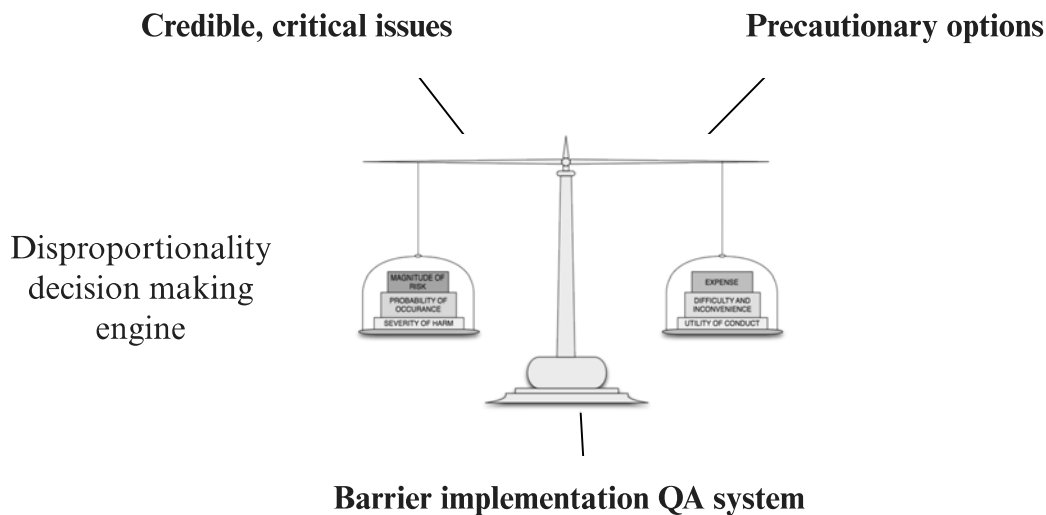 Credible, critical issues
Precautionary options
Disproportionality
decision making
engine
MAGNITUDE OF
RISK
PROBABILITY OF
OCCURANCE
SEVERITY OF HARM
EXPENSE
DIFFICULTY AND
INCONVENIENCE
UTILITY OF CONDUCT
Barrier implementation QA system